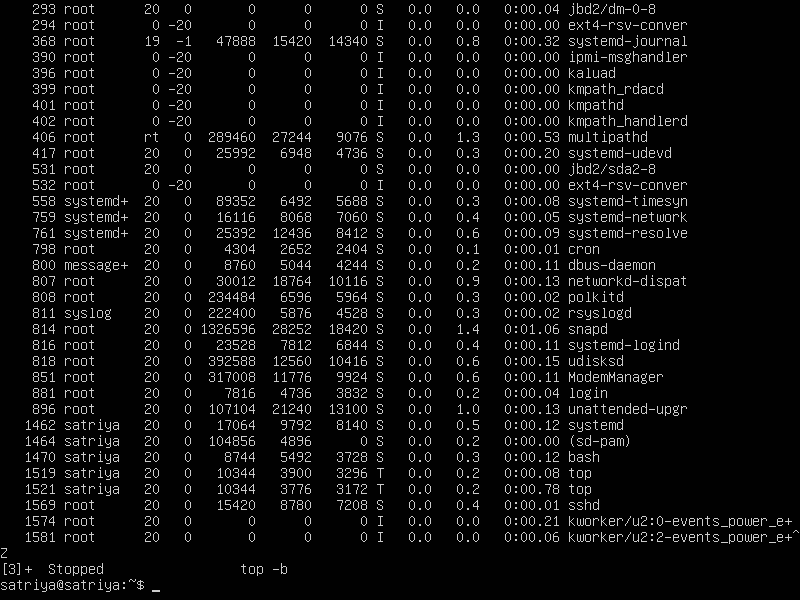 293 root 20 0 0 0 0 S 0.0 0.0 0:00.04 jbd2/dm-0-8
294 root 0 -20 0 0 0 I 0.0 0.0 0:00.00 ext4-rsv-conver
368 root 19 -1 47888 15420 14340 S 0.0 0.8 0:00.32 systemd-journal
390 root 0 -20 0 0 0 I 0.0 0.0 0:00.00 ipmi-msghandler
396 root 0 -20 0 0 0 I 0.0 0.0 0:00.00 kaluad
399 root 0 -20 0 0 0 I 0.0 0.0 0:00.00 kmpath_rdacd
401 root 0 -20 0 0 0 I 0.0 0.0 0:00.00 kmpathd
402 root 0 -20 0 0 0 I 0.0 0.0 0:00.00 kmpath_handlerd
406 root rt 0 289460 27244 9076 S 0.0 1.3 0:00.53 multipathd
417 root 20 0 25992 6948 4736 S 0.0 0.3 0:00.20 systemd-udevd
531 root 20 0 0 0 0 S 0.0 0.0 0:00.00 jbd2/sda2-8
532 root 0 -20 0 0 0 I 0.0 0.0 0:00.00 ext4-rsv-conver
558 systemd+ 20 0 89352 6492 5688 S 0.0 0.3 0:00.08 systemd-timesyn
759 systemd+ 20 0 16116 8068 7060 S 0.0 0.4 0:00.05 systemd-network
761 systemd+ 20 0 25392 12436 8412 S 0.0 0.6 0:00.09 systemd-resolve
798 root 20 0 4304 2652 2404 S 0.0 0.1 0:00.01 cron
800 message+ 20 0 8760 5044 4244 S 0.0 0.2 0:00.11 dbus-daemon
807 root 20 0 30012 18764 10116 S 0.0 0.9 0:00.13 networkd-dispat
808 root 20 0 234484 6596 5964 S 0.0 0.3 0:00.02 polkitd
811 syslog 20 0 222400 5876 4528 S 0.0 0.3 0:00.02 rsyslogd
814 root 20 0 1326596 28252 18420 S 0.0 1.4 0:01.06 snapd
816 root 20 0 23528 7812 6844 S 0.0 0.4 0:00.11 systemd-logind
818 root 20 0 392588 12560 10416 S 0.0 0.6 0:00.15 udisksd
851 root 20 0 317008 11776 9924 S 0.0 0.6 0:00.11 ModemManager
881 root 20 0 7816 4736 3832 S 0.0 0.2 0:00.04 login
896 root 20 0 107104 21240 13100 S 0.0 1.0 0:00.13 unattended-upgr
1462 satriya 20 0 17064 9792 8140 S 0.0 0.5 0:00.12 systemd
1464 satriya 20 0 104856 4896 0 S 0.0 0.2 0:00.00 (sd-pam)
1470 satriya 20 0 8744 5492 3728 S 0.0 0.3 0:00.12 bash
1519 satriya 20 0 10344 3900 3296 T 0.0 0.2 0:00.08 top
1521 satriya 20 0 10344 3776 3172 T 0.0 0.2 0:00.78 top
1569 root 20 0 15420 8780 7208 S 0.0 0.4 0:00.01 sshd
1574 root 20 0 0 0 0 I 0.0 0.0 0:00.21 kworker/u2:0-events_power_e+
1581 root 20 0 0 0 0 I 0.0 0.0 0:00.06 kworker/u2:2-events_power_e+^
Z
[3]+ Stopped top -b
satriya@satriya:~$ _